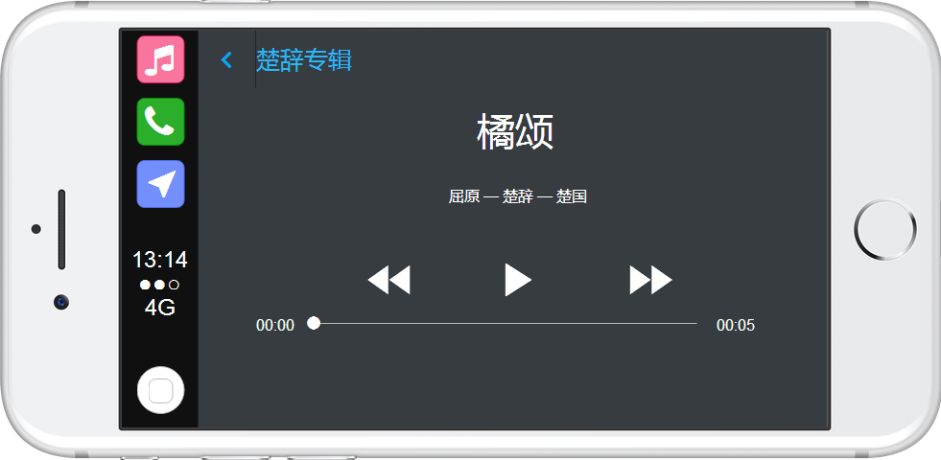 楚辞专辑
橘颂
屈原 — 楚辞 — 楚国
13:14
4G
00:00
00:05